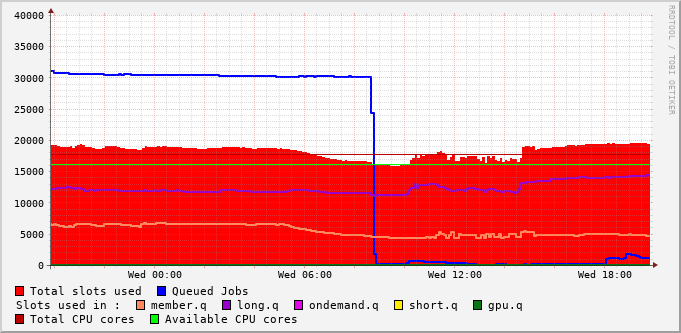 40000
35000
30000
25000
20000
15000
10000
5000
0
Wed 00:00 Wed 06:00 Wed 12:00 Wed 18:00
RRDTOOL / TOBI OETIKER
Total slots used Queued Jobs
Slots used in : member.q long.q ondemand.q short.q gpu.q
Total CPU cores Available CPU cores